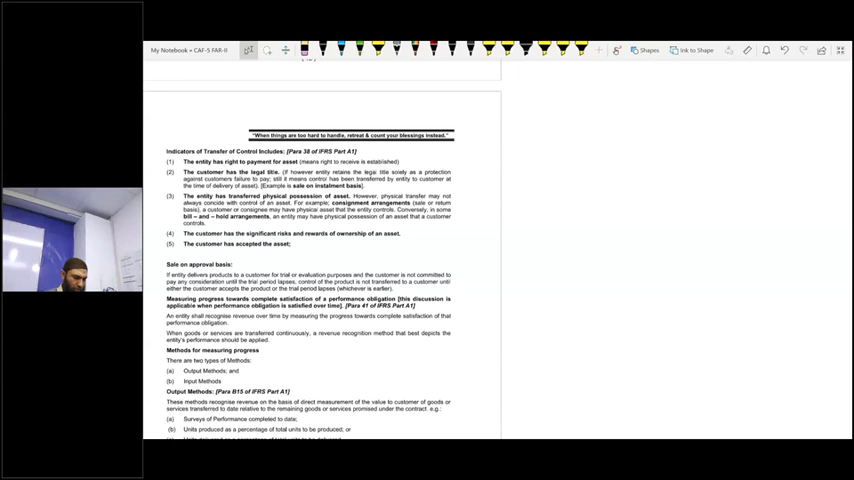 My Notebook » CAF-5 FAR-II
Shapes
Ink to Shape
"When things are too hard to handle, retreat & count your blessings instead."
Indicators of Transfer of Control Includes: [Para 38 of IFRS Part A1]
(1) The entity has right to payment for asset (means right to receive is established)
(2) The customer has the legal title. (If however entity retains the legal title solely as a protection
against customers failure to pay; still it means control has been transferred by entity to customer at
the time of delivery of asset). [Example is sale on instalment basis].
(3) The entity has transferred physical possession of asset. However, physical transfer may not
always coincide with control of an asset. For example; consignment arrangements (sale or return
basis), a customer or consignee may have physical asset that the entity controls. Conversely, in some
bill – and – hold arrangements, an entity may have physical possession of an asset that a customer
controls.
(4) The customer has the significant risks and rewards of ownership of an asset.
(5) The customer has accepted the asset;
Sale on approval basis:
If entity delivers products to a customer for trial or evaluation purposes and the customer is not committed to
pay any consideration until the trial period lapses, control of the product is not transferred to a customer until
either the customer accepts the product or the trial period lapses (whichever is earlier).
Measuring progress towards complete satisfaction of a performance obligation [this discussion is
applicable when performance obligation is satisfied over time]. [Para 41 of IFRS Part A1]
An entity shall recognise revenue over time by measuring the progress towards complete satisfaction of that
performance obligation.
When goods or services are transferred continuously, a revenue recognition method that best depicts the
entity's performance should be applied.
Methods for measuring progress
There are two types of Methods:
(a) Output Methods; and
(b) Input Methods
Output Methods: [Para B15 of IFRS Part A1]
These methods recognise revenue on the basis of direct measurement of the value to customer of goods or
services transferred to date relative to the remaining goods or services promised under the contract. e.g.:
(a) Surveys of Performance completed to date;
(b) Units produced as a percentage of total units to be produced; or